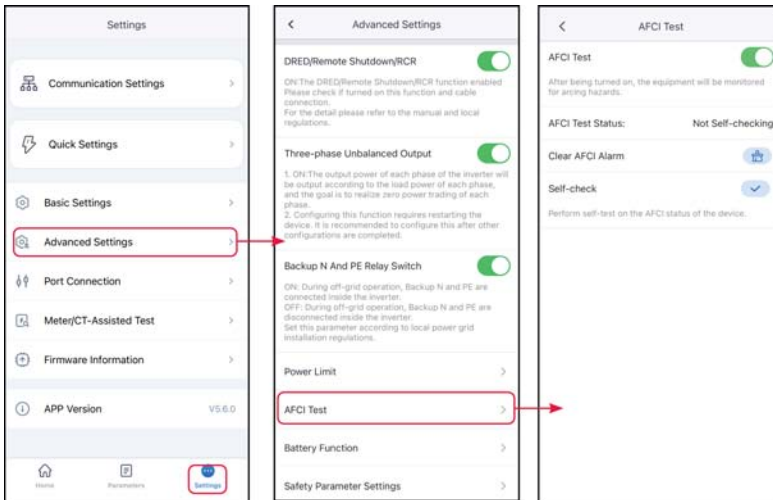 Settings
Communication Settings
Quick Settings
Basic Settings
Advanced Settings
Port Connection
Meter/CT-Assisted Test
Firmware Information
APP Version V5.6.0
Home Parameters Settings
Advanced Settings
DRED/Remote Shutdown/RCR
ON:The DRED/Remote Shutdown/RCR function enabled
Please check if turned on this function and cable
connection.
For the detail please refer to the manual and local
regulations.
Three-phase Unbalanced Output
1. ON:The output power of each phase of the inverter will
be output according to the load power of each phase,
and the goal is to realize zero power trading of each
phase.
2. Configuring this function requires restarting the
device. It is recommended to configure this after other
configurations are completed.
Backup N And PE Relay Switch
ON: During off-grid operation, Backup N and PE are
connected inside the inverter.
OFF: During off-grid operation, Backup N and PE are
disconnected inside the inverter.
Set this parameter according to local power grid
installation regulations.
Power Limit
AFCI Test
Battery Function
Safety Parameter Settings
AFCI Test
AFCI Test
After being turned on, the equipment will be monitored
for arcing hazards.
AFCI Test Status: Not Self-checking
Clear AFCI Alarm
Self-check
Perform self-test on the AFCI status of the device.